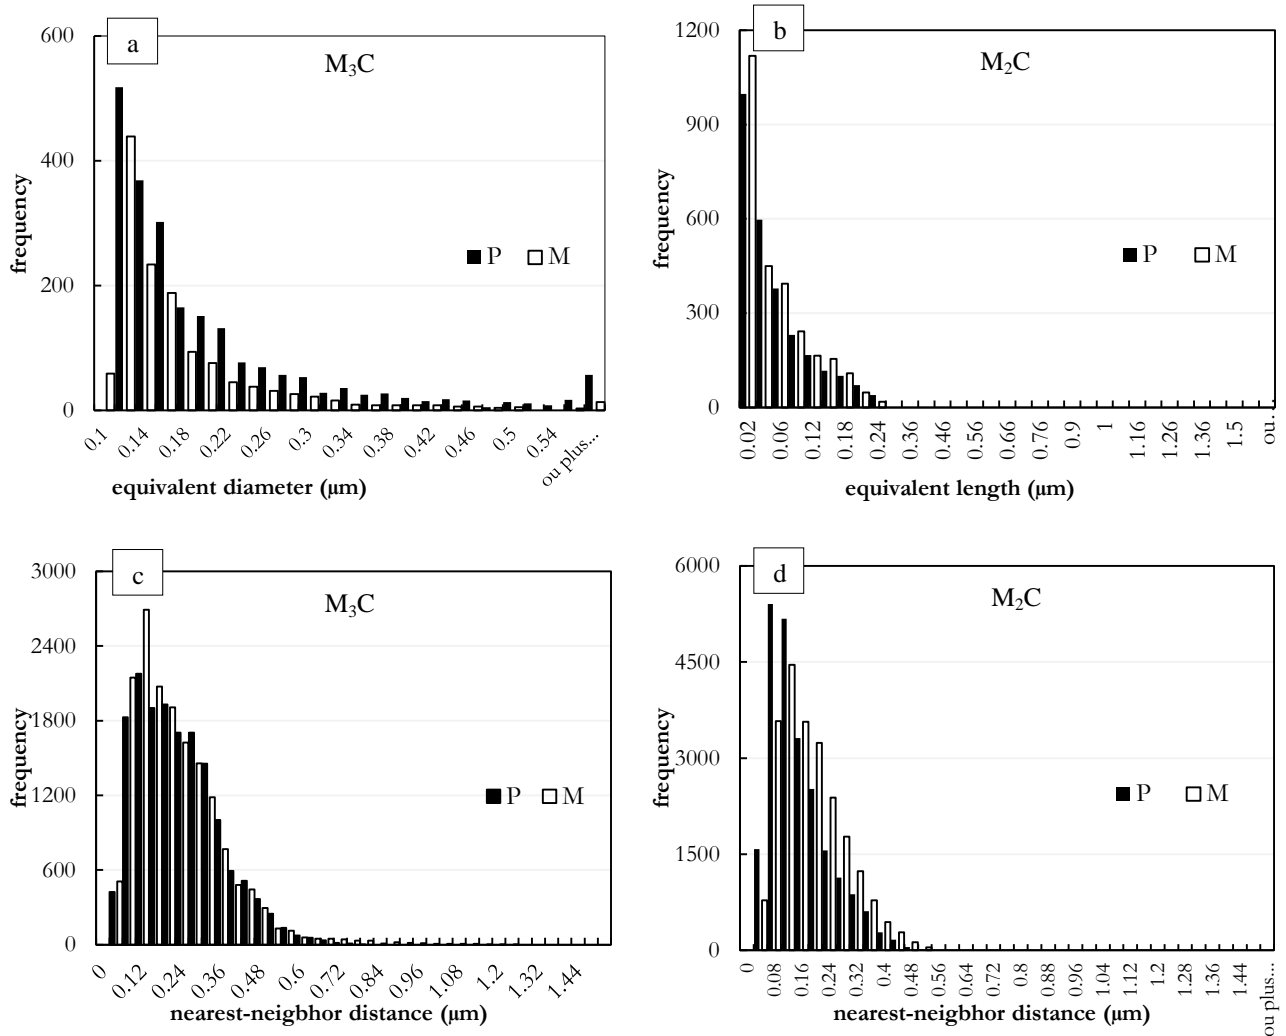 a
M₃C
600
400
200
0
frequency
P M
0.1 0.14 0.18 0.22 0.26 0.3 0.34 0.38 0.42 0.46 0.5 0.54 ou plus...
equivalent diameter (µm)
b
M₂C
1200
900
600
300
0
frequency
P M
0.02 0.06 0.12 0.18 0.24 0.36 0.46 0.56 0.66 0.76 0.9 1 1.16 1.26 1.36 1.5 ou...
equivalent length (µm)
c
M₃C
3000
2400
1800
1200
600
0
frequency
P M
0 0.12 0.24 0.36 0.48 0.6 0.72 0.84 0.96 1.08 1.2 1.32 1.44
nearest-neigbhor distance (µm)
d
M₂C
6000
4500
3000
1500
0
frequency
P M
0 0.08 0.16 0.24 0.32 0.4 0.48 0.56 0.64 0.72 0.8 0.88 0.96 1.04 1.12 1.2 1.28 1.36 1.44 ou plus...
nearest-neigbhor distance (µm)